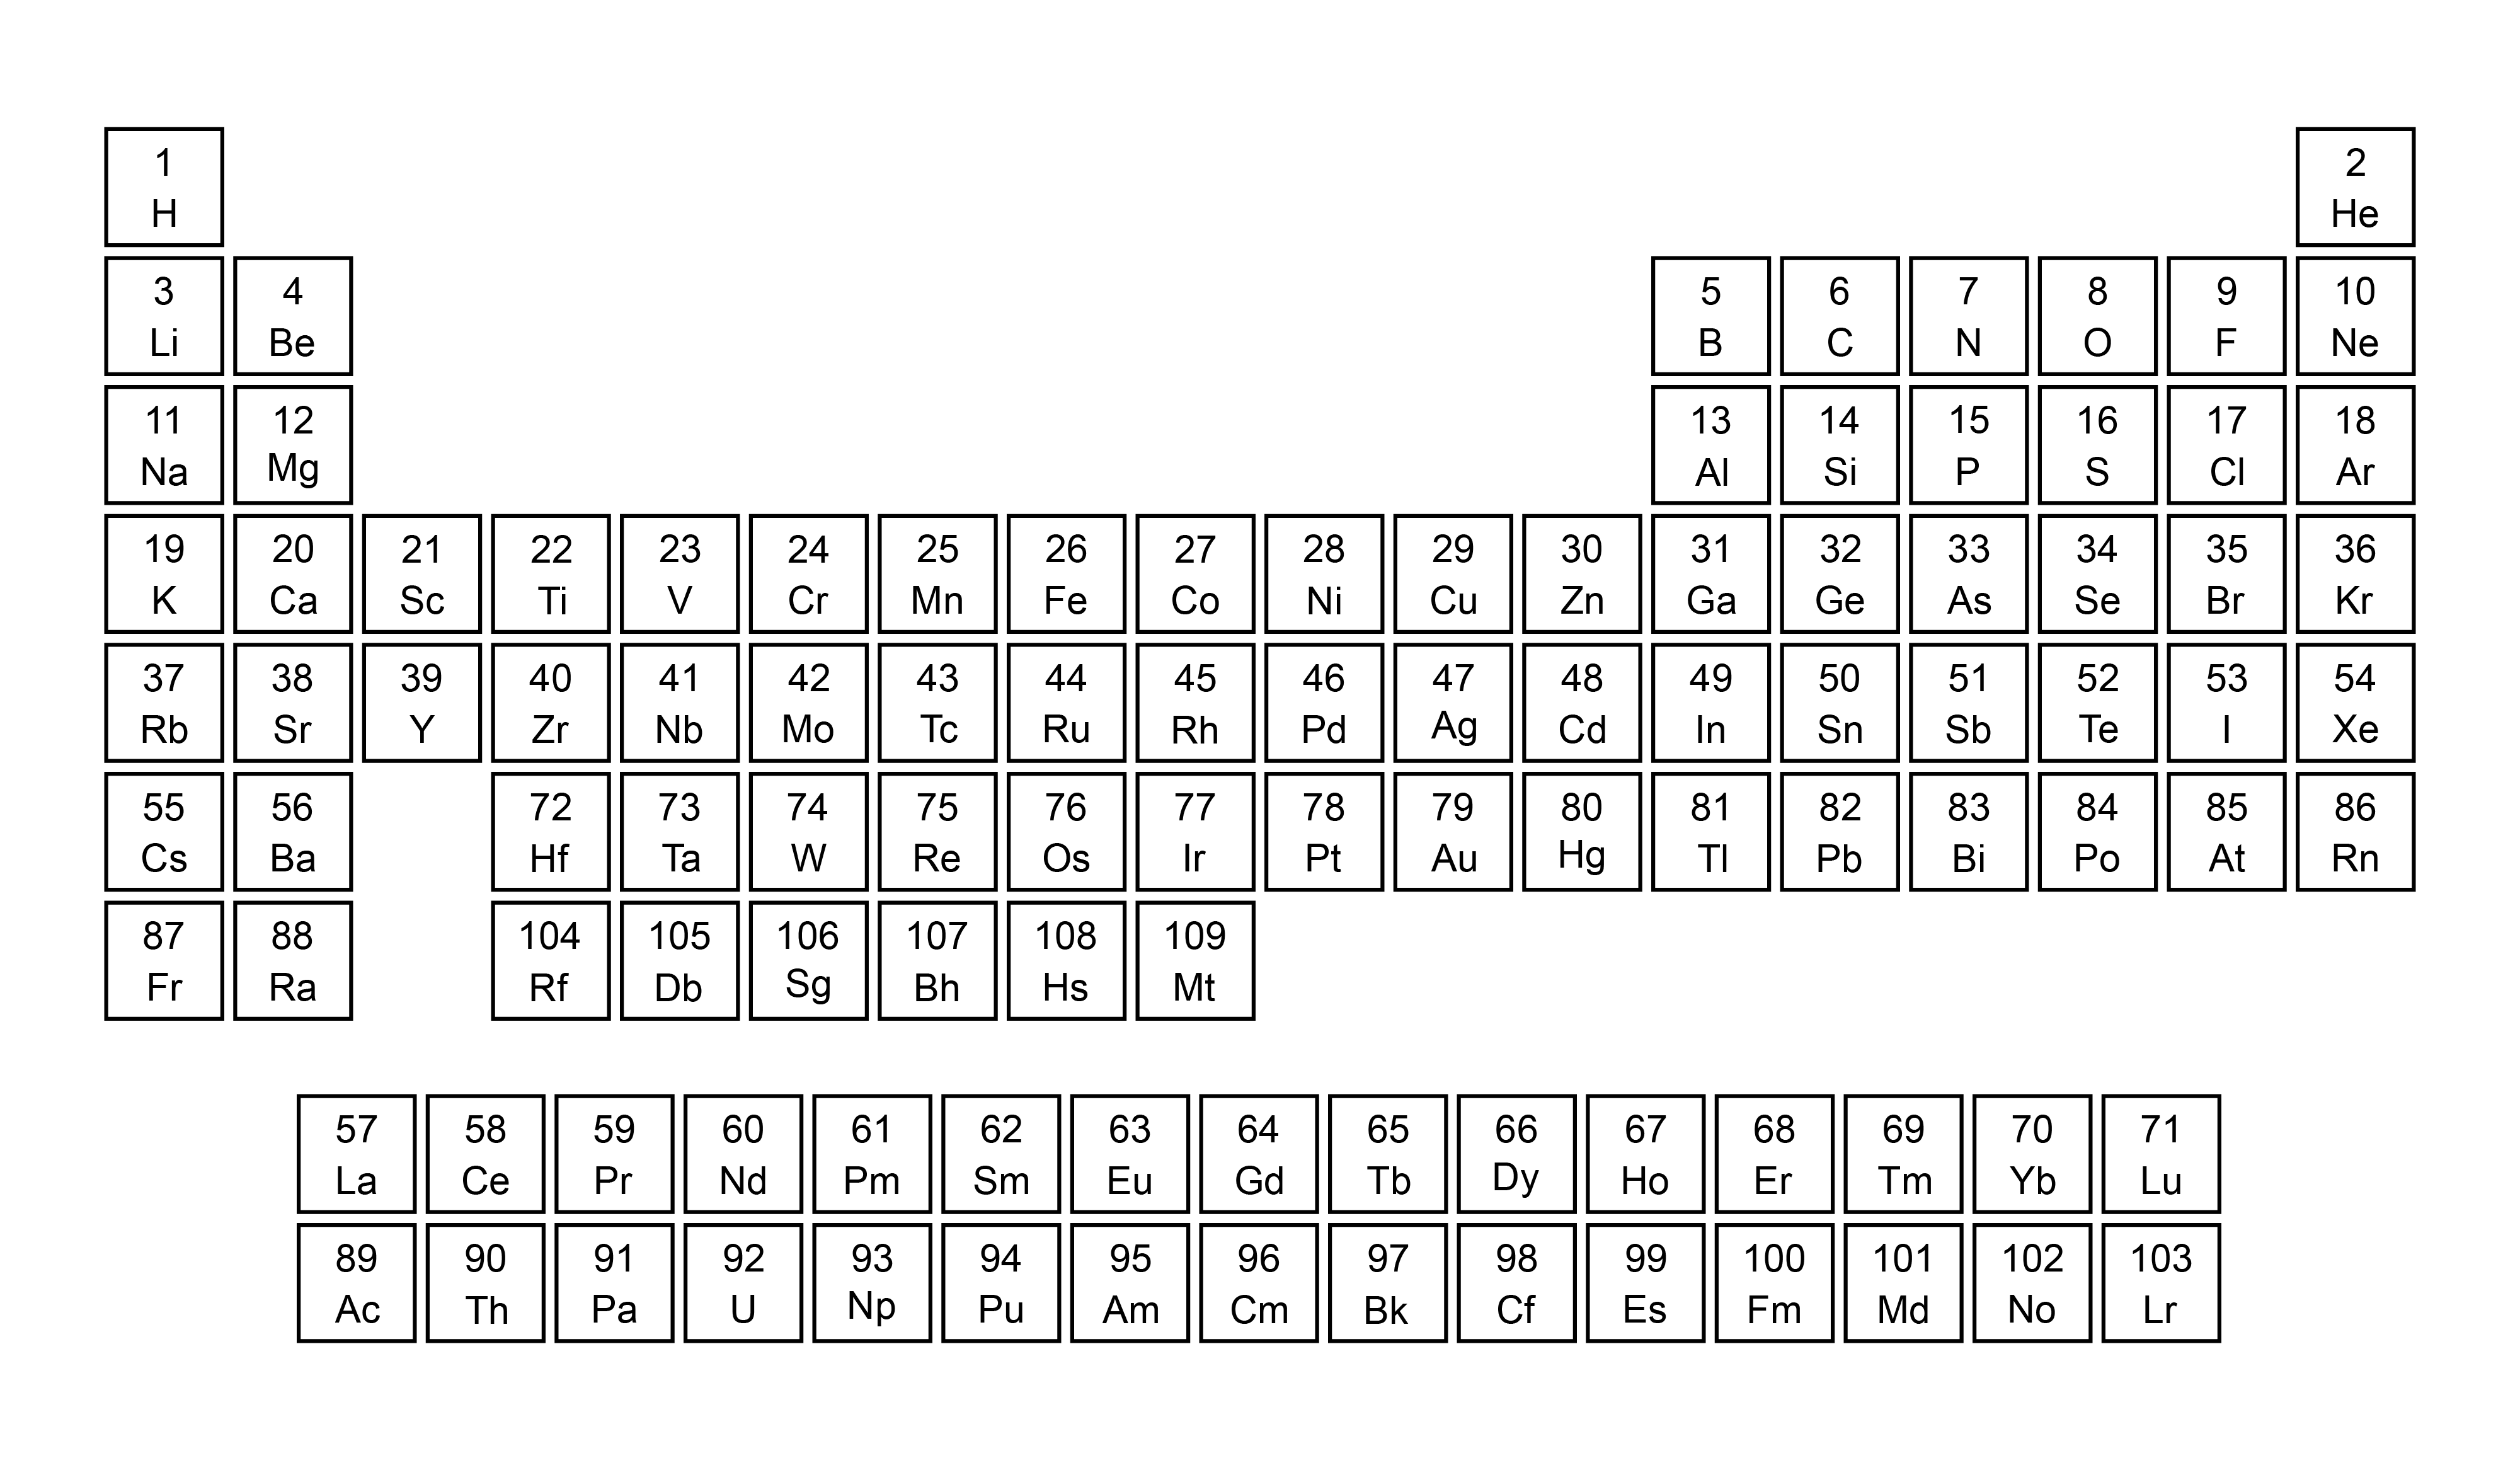 1 2
H He
3 4 5 6 7 8 9 10
Li Be B C N O F Ne
11 12 13 14 15 16 17 18
Na Mg Al Si P S Cl Ar
19 20 21 22 23 24 25 26 27 28 29 30 31 32 33 34 35 36
K Ca Sc Ti V Cr Mn Fe Co Ni Cu Zn Ga Ge As Se Br Kr
37 38 39 40 41 42 43 44 45 46 47 48 49 50 51 52 53 54
Rb Sr Y Zr Nb Mo Tc Ru Rh Pd Ag Cd In Sn Sb Te I Xe
55 56 72 73 74 75 76 77 78 79 80 81 82 83 84 85 86
Cs Ba Hf Ta W Re Os Ir Pt Au Hg Tl Pb Bi Po At Rn
87 88 104 105 106 107 108 109
Fr Ra Rf Db Sg Bh Hs Mt
57 58 59 60 61 62 63 64 65 66 67 68 69 70 71
La Ce Pr Nd Pm Sm Eu Gd Tb Dy Ho Er Tm Yb Lu
89 90 91 92 93 94 95 96 97 98 99 100 101 102 103
Ac Th Pa U Np Pu Am Cm Bk Cf Es Fm Md No Lr